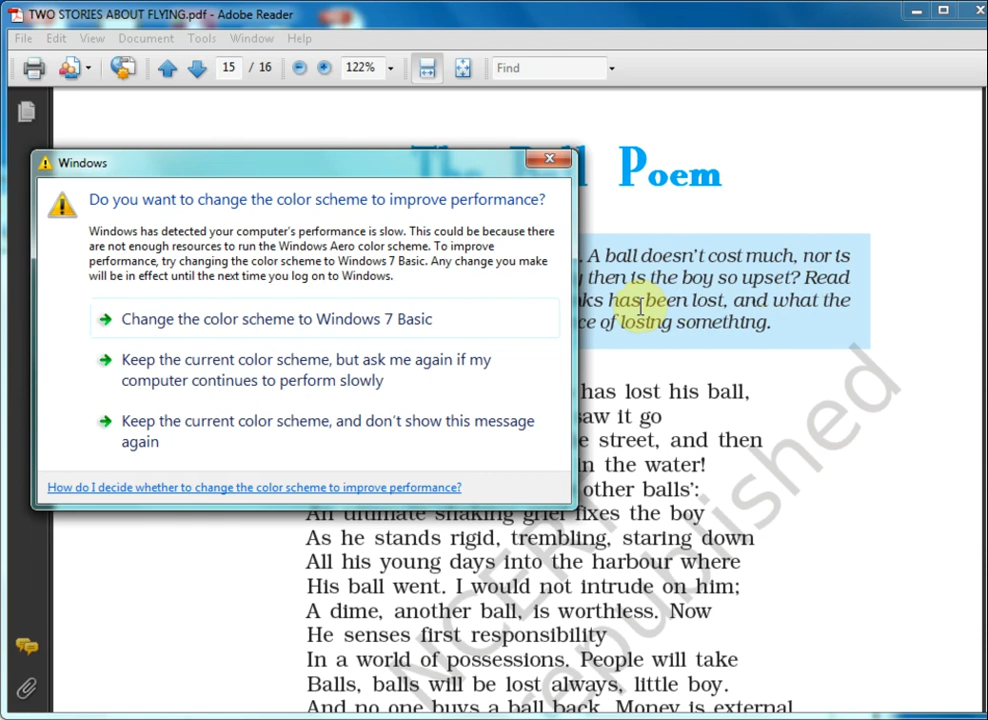 TWO STORIES ABOUT FLYING.pdf - Adobe Reader
File Edit View Document Tools Window Help
15 / 16 122% Find
The Ball Poem
Windows
Do you want to change the color scheme to improve performance?
Windows has detected your computer's performance is slow. This could be because there
are not enough resources to run the Windows Aero color scheme. To improve
performance, try changing the color scheme to Windows 7 Basic. Any change you make
will be in effect until the next time you log on to Windows.
Change the color scheme to Windows 7 Basic
Keep the current color scheme, but ask me again if my
computer continues to perform slowly
Keep the current color scheme, and don't show this message
again
How do I decide whether to change the color scheme to improve performance?
. A ball doesn't cost much, nor is
then is the boy so upset? Read
has been lost, and what the
of losing something.
has lost his ball,
saw it go
street, and then
in the water!
other balls':
An ultimate shaking grief fixes the boy
As he stands rigid, trembling, staring down
All his young days into the harbour where
His ball went. I would not intrude on him;
A dime, another ball, is worthless. Now
He senses first responsibility
In a world of possessions. People will take
Balls, balls will be lost always, little boy.
And no one buys a ball back. Money is external
NCERT
republished